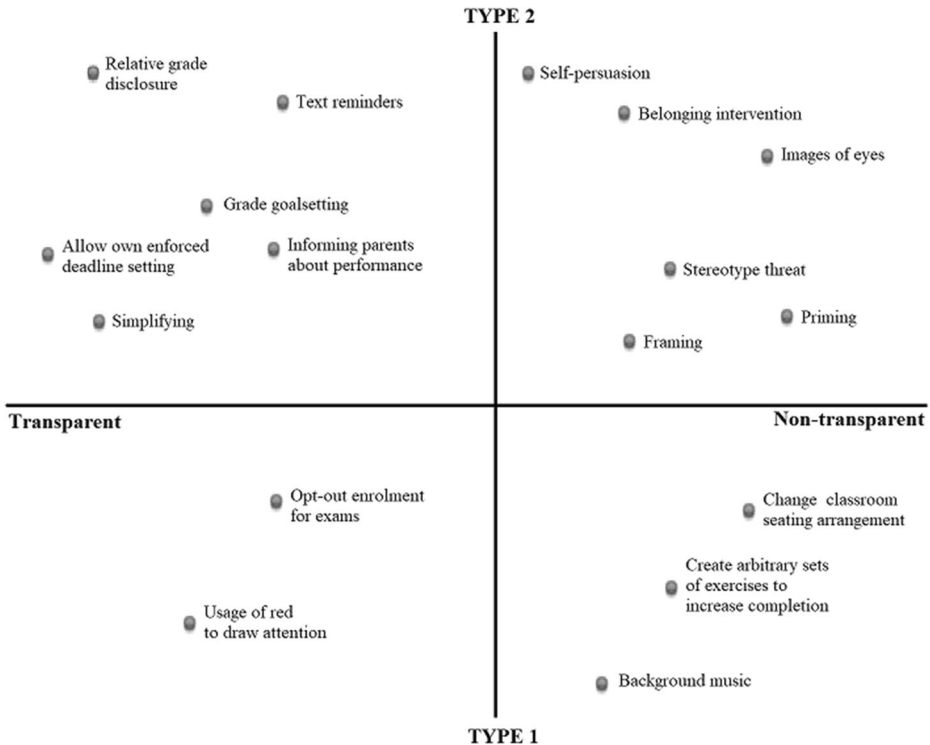 TYPE 2
Relative grade
disclosure
Text reminders
Self-persuasion
Belonging intervention
Images of eyes
Grade goalsetting
Allow own enforced
deadline setting
Informing parents
about performance
Stereotype threat
Simplifying
Priming
Framing
Transparent
Non-transparent
Opt-out enrolment
for exams
Change classroom
seating arrangement
Create arbitrary sets
of exercises to
increase completion
Usage of red
to draw attention
Background music
TYPE 1